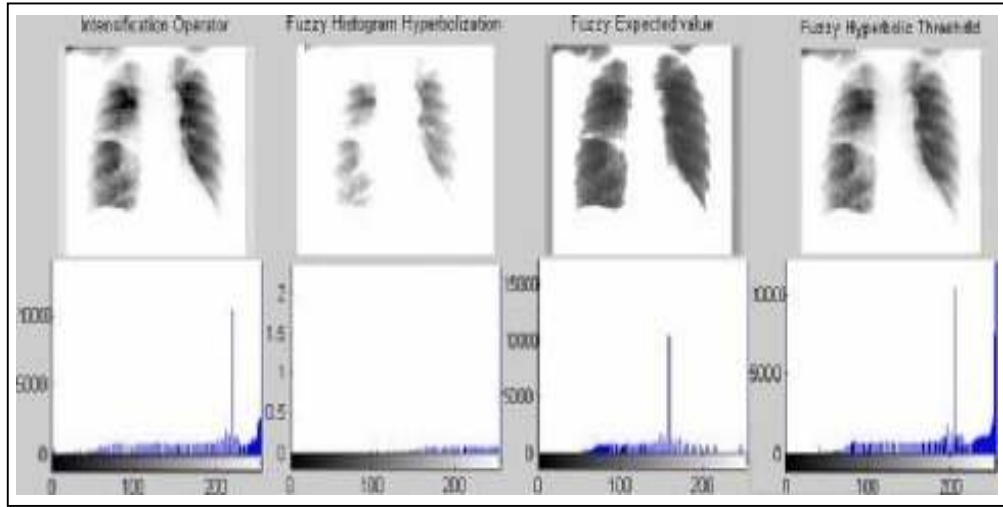 Intensification Operator
Fuzzy Histogram Hyperbolization
Fuzzy Expected value
Fuzzy Hyperbolic Threshold
10000
5000
0
0 100 200
2
1.5
1
0.5
0
0 100 200
15000
10000
5000
0
0 100 200
10000
5000
0
0 100 200